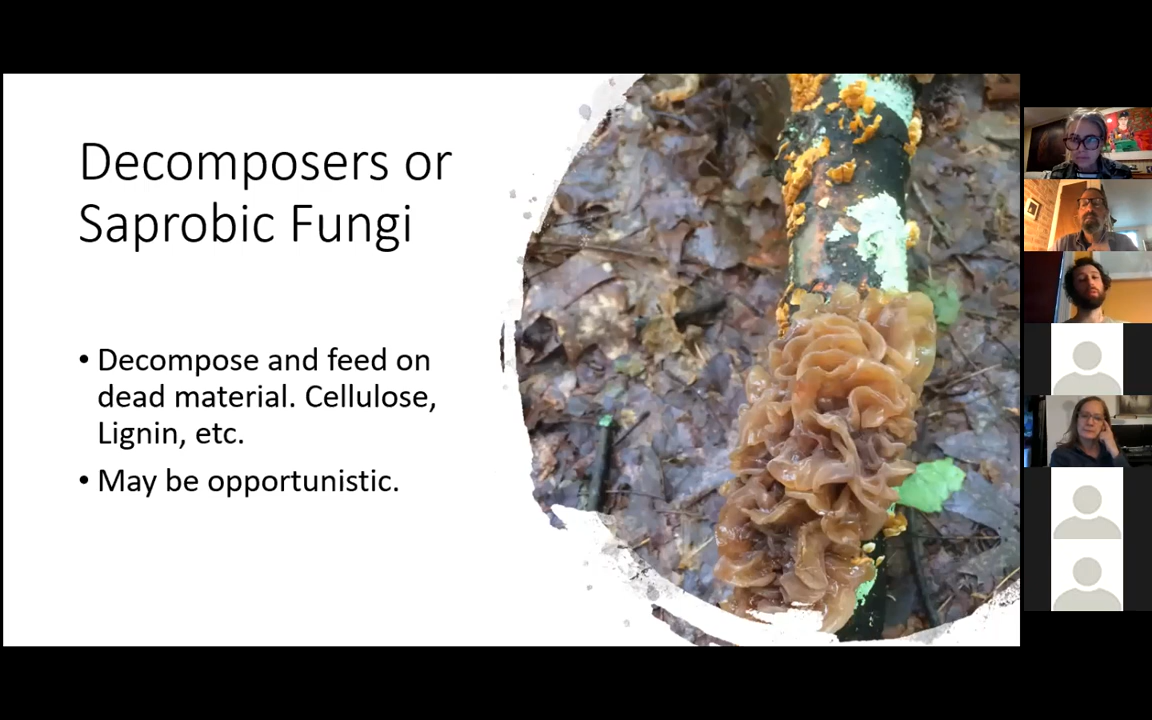 Decomposers or
Saprobic Fungi
• Decompose and feed on
dead material. Cellulose,
Lignin, etc.
• May be opportunistic.